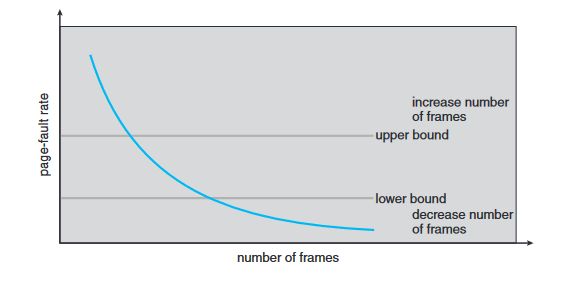 increase number
of frames
upper bound
page-fault rate
lower bound
decrease number
of frames
number of frames